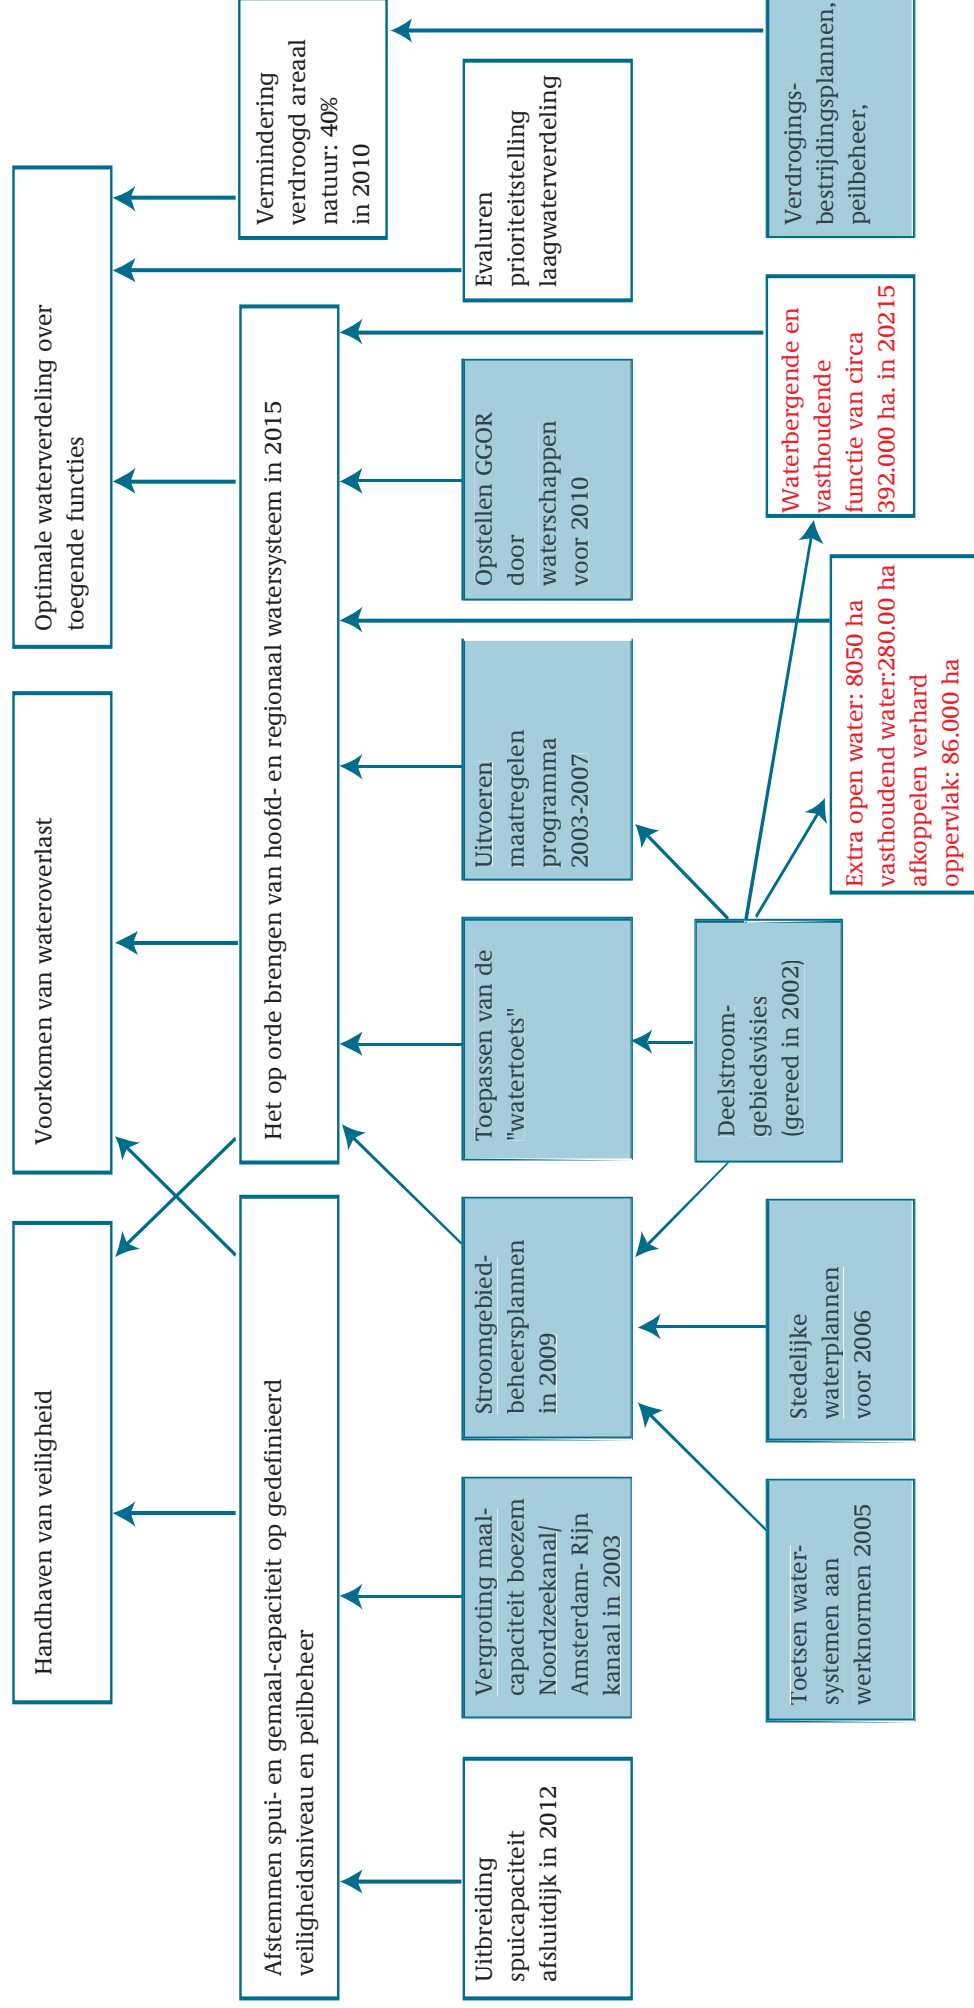 Handhaven van veiligheid
Voorkomen van wateroverlast
Optimale waterverdeling over
toegende functies
Afstemmen spui- en gemaal-capaciteit op gedefinieerd
veiligheidsniveau en peilbeheer
Het op orde brengen van hoofd- en regionaal watersysteem in 2015
Vermindering
verdroogd areaal
natuur: 40%
in 2010
Uitbreiding
spuicapaciteit
afsluitdijk in 2012
Vergroting maal-
capaciteit boezem
Noordzeekanal/
Amsterdam- Rijn
kanaal in 2003
Stroomgebied-
beheersplannen
in 2009
Toepassen van de
"watertoets"
Uitvoeren
maatregelen
programma
2003-2007
Opstellen GGOR
door
waterschappen
voor 2010
Evaluren
prioriteitstelling
laagwaterverdeling
Toetsen water-
systemen aan
werknormen 2005
Stedelijke
waterplannen
voor 2006
Deelstroom-
gebiedsvisies
(gereed in 2002)
Extra open water: 8050 ha
vasthoudend water:280.00 ha
afkoppelen verhard
oppervlak: 86.000 ha
Waterbergende en
vasthoudende
functie van circa
392.000 ha. in 20215
Verdrogings-
bestrijdingsplannen,
peilbeheer,